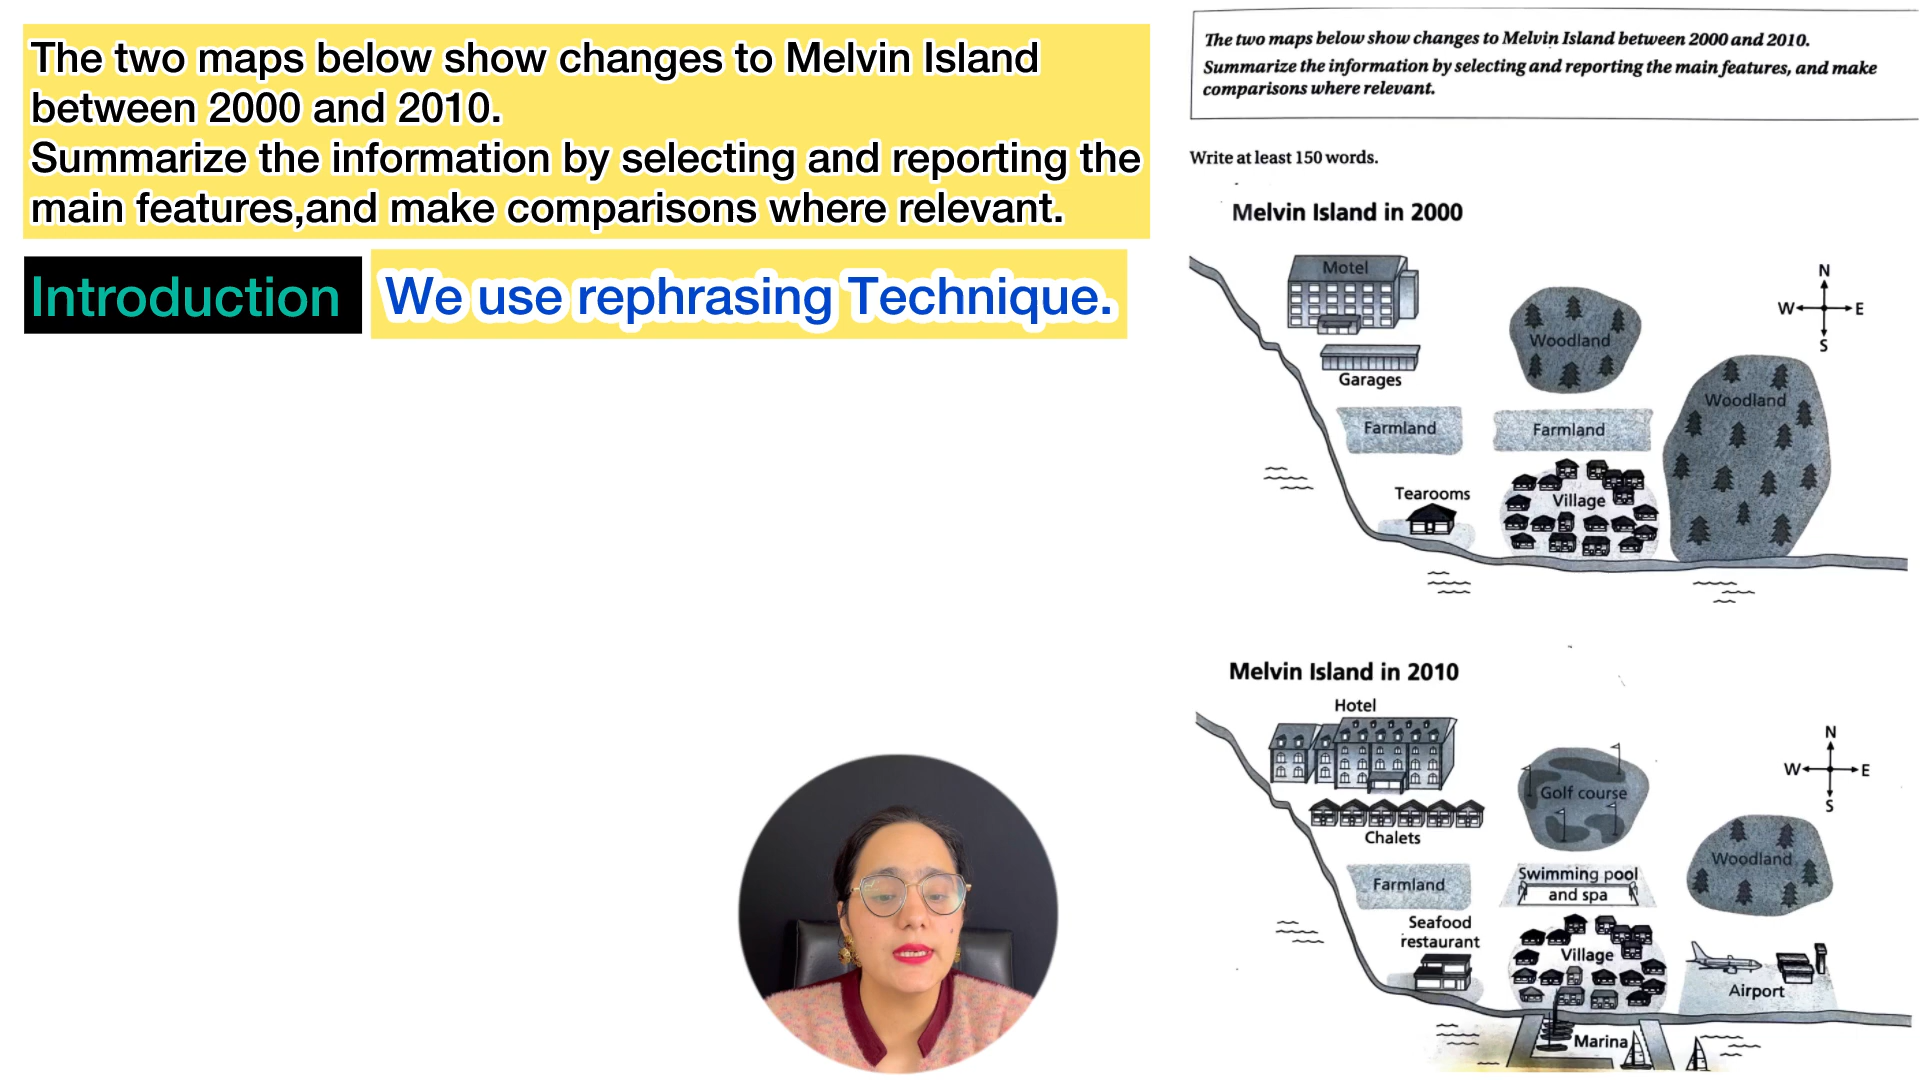 The two maps below show changes to Melvin Island
between 2000 and 2010.
Summarize the information by selecting and reporting the
main features,and make comparisons where relevant.
Introduction
We use rephrasing Technique.
The two maps below show changes to Melvin Island between 2000 and 2010.
Summarize the information by selecting and reporting the main features, and make
comparisons where relevant.
Write at least 150 words.
Melvin Island in 2000
Motel
N
W E
S
Woodland
Garages
Woodland
Farmland
Farmland
Tearooms
Village
Melvin Island in 2010
Hotel
N
W E
S
Golf course
Chalets
Woodland
Farmland
Swimming pool
and spa
Seafood
restaurant
Village
Airport
Marina